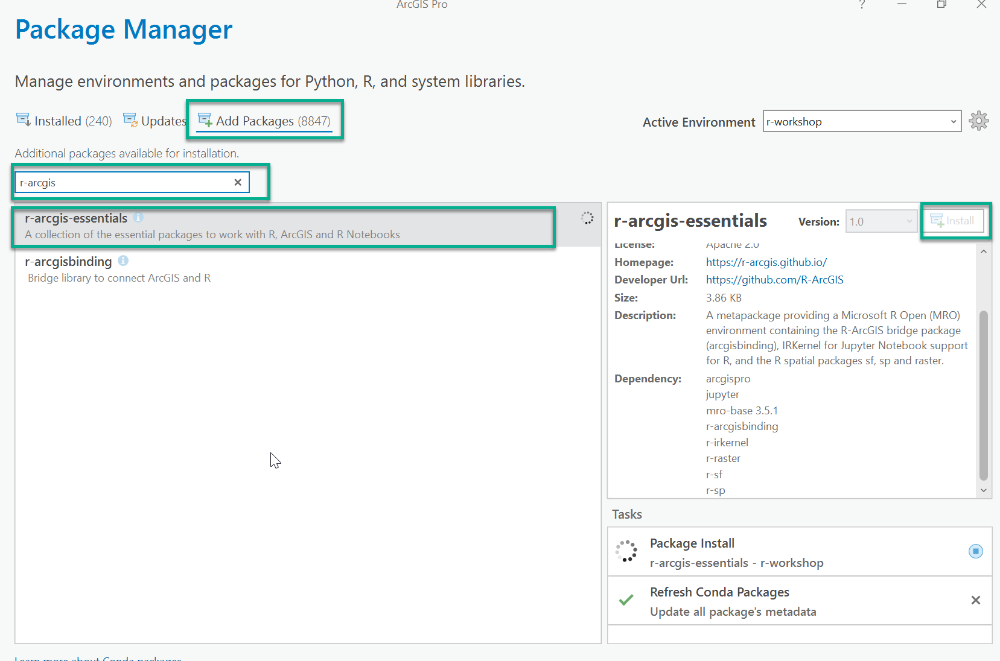 ArcGIS Pro
?
Package Manager
Manage environments and packages for Python, R, and system libraries.
Installed (240) Updates Add Packages (8847)
Active Environment r-workshop
Additional packages available for installation.
r-arcgis
r-arcgis-essentials
A collection of the essential packages to work with R, ArcGIS and R Notebooks
r-arcgisbinding
Bridge library to connect ArcGIS and R
r-arcgis-essentials Version: 1.0 Install
License: Apache 2.0
Homepage: https://r-arcgis.github.io/
Developer Url: https://github.com/R-ArcGIS
Size: 3.86 KB
Description: A metapackage providing a Microsoft R Open (MRO)
environment containing the R-ArcGIS bridge package
(arcgisbinding), IRKernel for Jupyter Notebook support
for R, and the R spatial packages sf, sp and raster.
Dependency: arcgispro
jupyter
mro-base 3.5.1
r-arcgisbinding
r-irkernel
r-raster
r-sf
r-sp
Tasks
Package Install
r-arcgis-essentials - r-workshop
Refresh Conda Packages
Update all package's metadata
Learn more about Conda packages